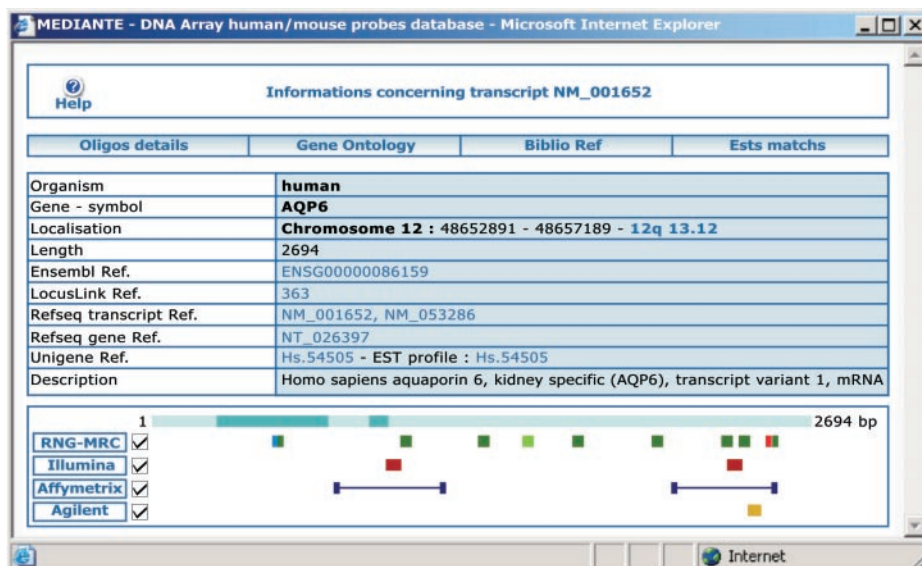 MEDIANTE - DNA Array human/mouse probes database - Microsoft Internet Explorer
Help
Informations concerning transcript NM_001652
Oligos details Gene Ontology Biblio Ref Ests matchs
Organism human
Gene - symbol AQP6
Localisation Chromosome 12 : 48652891 - 48657189 - 12q 13.12
Length 2694
Ensembl Ref. ENSG00000086159
LocusLink Ref. 363
Refseq transcript Ref. NM_001652, NM_053286
Refseq gene Ref. NT_026397
Unigene Ref. Hs.54505 - EST profile : Hs.54505
Description Homo sapiens aquaporin 6, kidney specific (AQP6), transcript variant 1, mRNA
1 2694 bp
RNG-MRC
Illumina
Affymetrix
Agilent
Internet